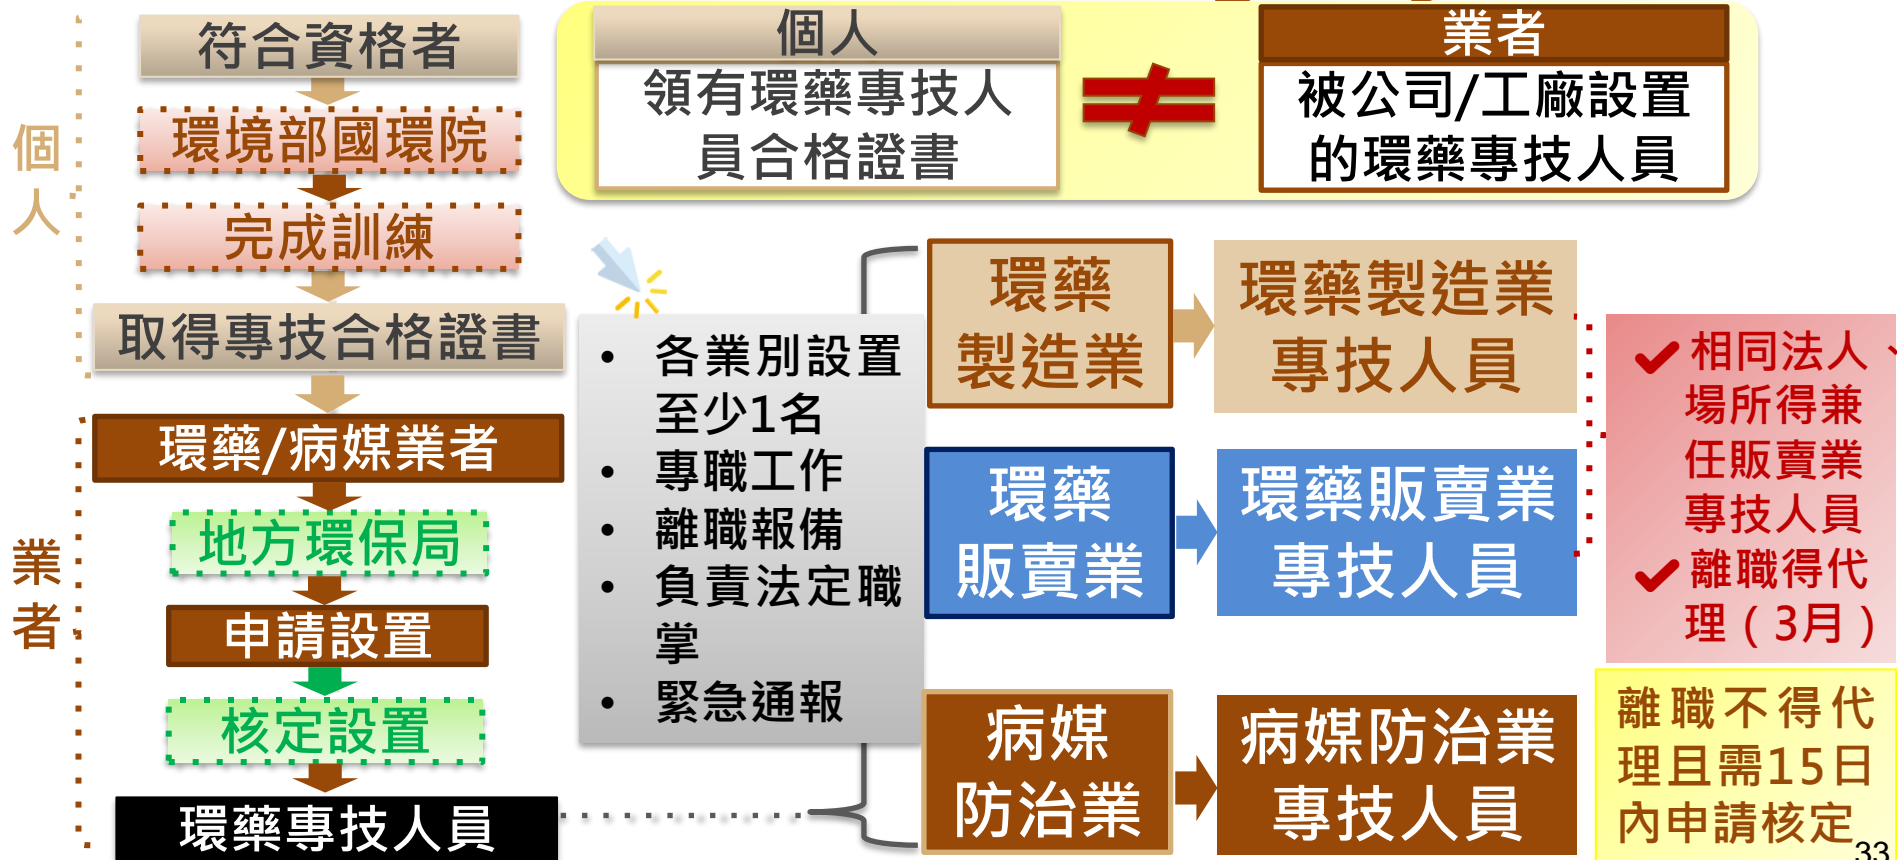 個人
符合資格者
環境部國環院
完成訓練
取得專技合格證書
業者
環藥/病媒業者
地方環保局
申請設置
核定設置
環藥專技人員
個人
領有環藥專技人
員合格證書
業者
被公司/工廠設置
的環藥專技人員
• 各業別設置
至少1名
• 專職工作
• 離職報備
• 負責法定職
掌
• 緊急通報
環藥
製造業
環藥製造業
專技人員
環藥
販賣業
環藥販賣業
專技人員
病媒
防治業
病媒防治業
專技人員
相同法人、
場所得兼
任販賣業
專技人員
離職得代
理（3月）
離職不得代
理且需15日
內申請核定
33